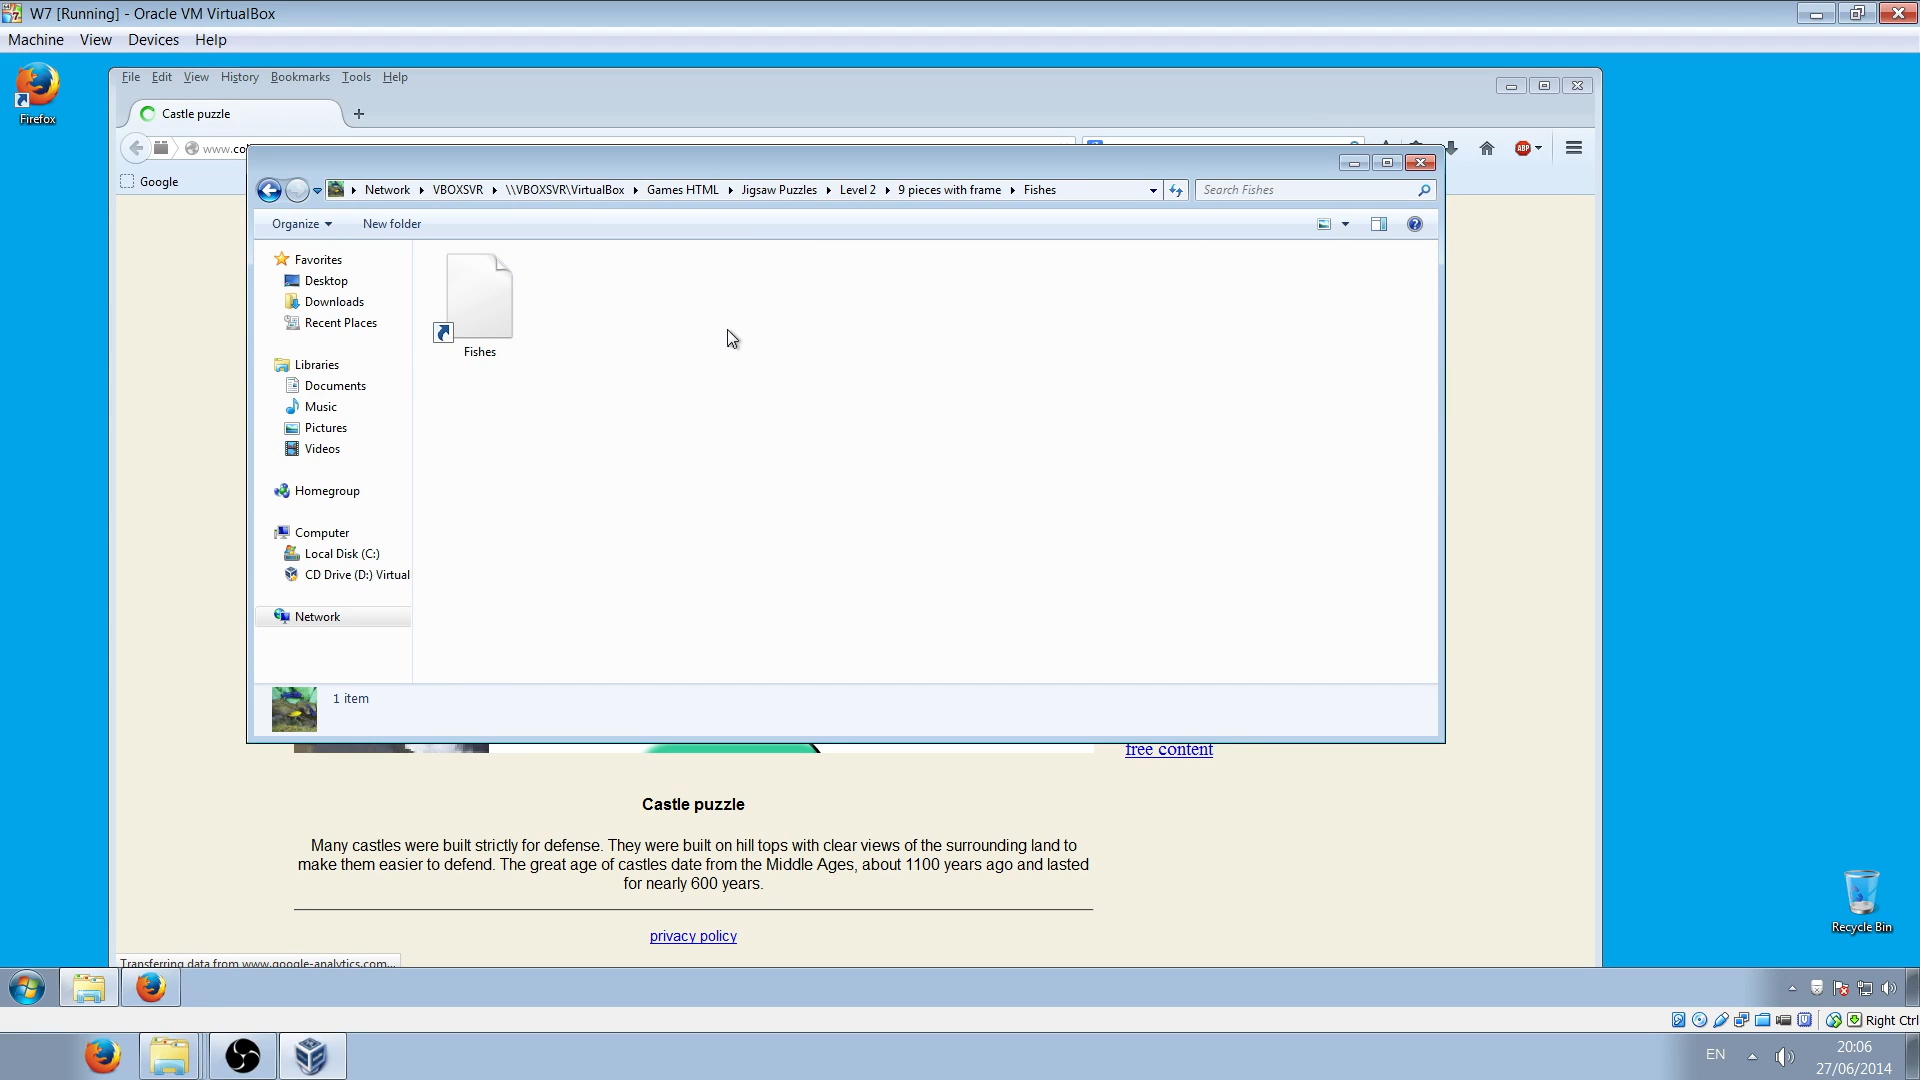 W7 [Running] - Oracle VM VirtualBox
Machine View Devices Help
Firefox
File Edit View History Bookmarks Tools Help
Castle puzzle
www.co
ABP
Google
Network VBOXSVR \\VBOXSVR\VirtualBox Games HTML Jigsaw Puzzles Level 2 9 pieces with frame Fishes
Search Fishes
Organize New folder
Favorites
Desktop
Downloads
Recent Places
Libraries
Documents
Music
Pictures
Videos
Homegroup
Computer
Local Disk (C:)
CD Drive (D:) Virtual
Network
Fishes
1 item
free content
Castle puzzle
Many castles were built strictly for defense. They were built on hill tops with clear views of the surrounding land to
make them easier to defend. The great age of castles date from the Middle Ages, about 1100 years ago and lasted
for nearly 600 years.
privacy policy
Transferring data from www.google-analytics.com...
Recycle Bin
Right Ctrl
EN
20:06
27/06/2014